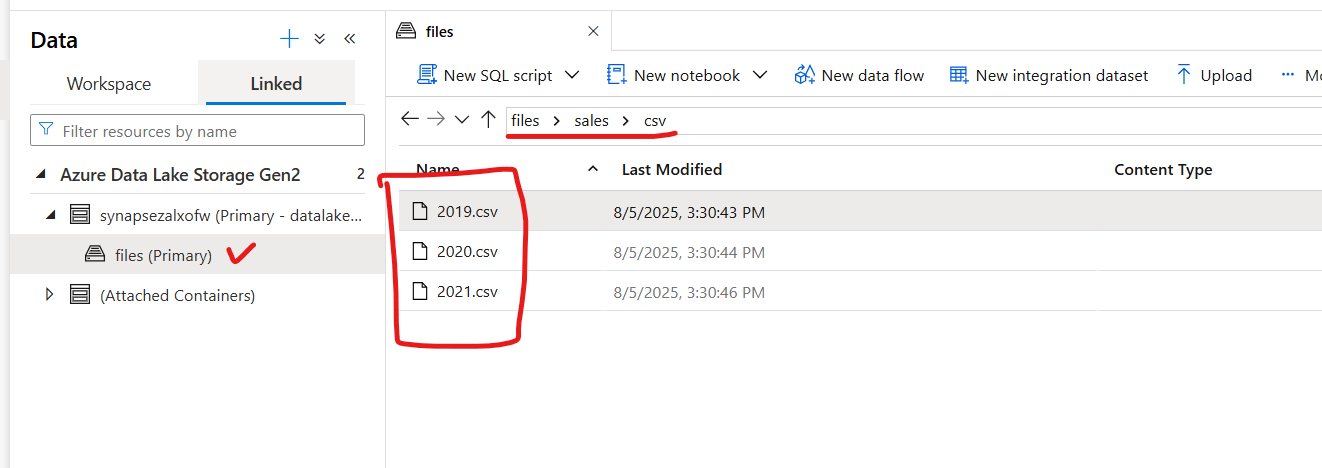 Data
Workspace
Linked
Filter resources by name
Azure Data Lake Storage Gen2 2
synapsezalxofw (Primary - datalake...
files (Primary)
(Attached Containers)
files
New SQL script
New notebook
New data flow
New integration dataset
Upload
files > sales > csv
Name Last Modified Content Type
2019.csv 8/5/2025, 3:30:43 PM
2020.csv 8/5/2025, 3:30:44 PM
2021.csv 8/5/2025, 3:30:46 PM